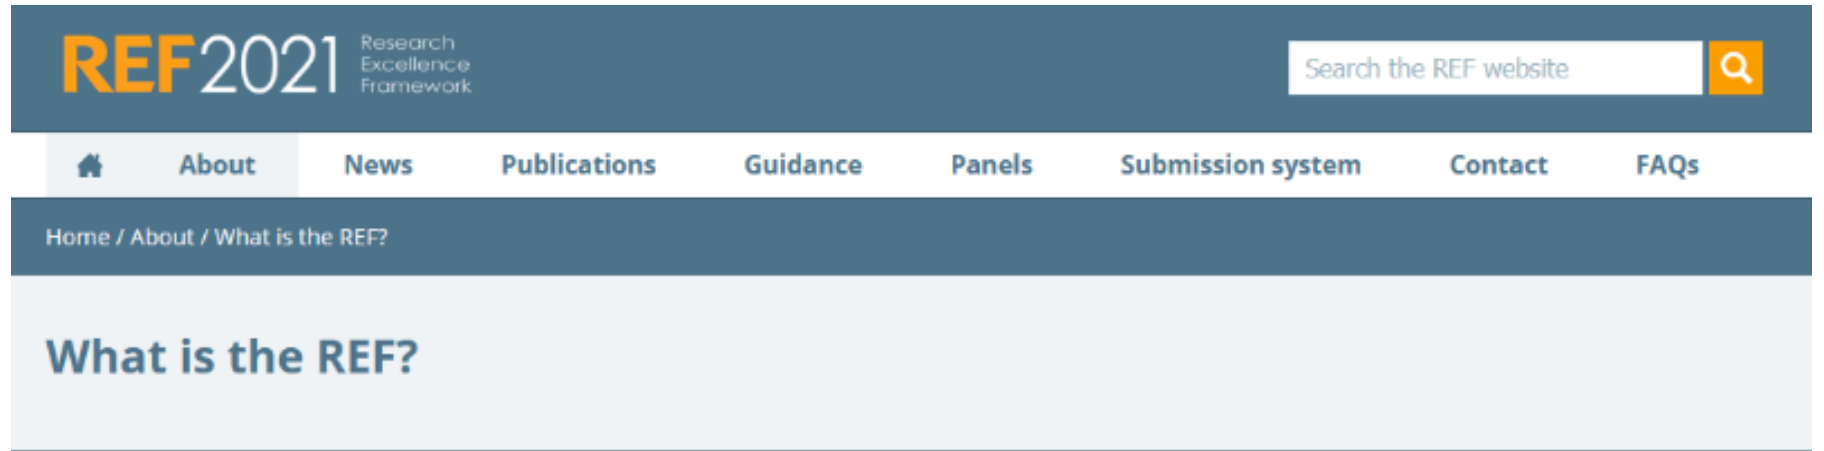 REF2021 Research
Excellence
Framework
Search the REF website
About News Publications Guidance Panels Submission system Contact FAQs
Home / About / What is the REF?
What is the REF?